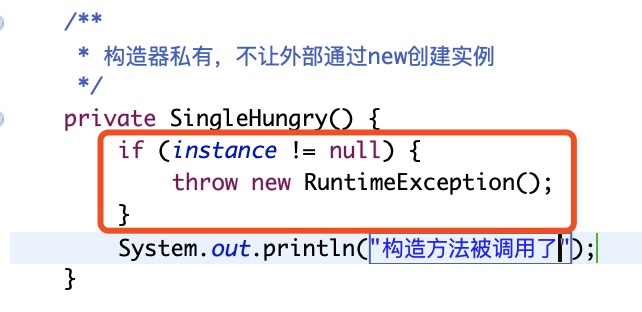 /**
* 构造器私有，不让外部通过new创建实例
*/
private SingleHungry() {
if (instance != null) {
throw new RuntimeException();
}
System.out.println("构造方法被调用了");
}